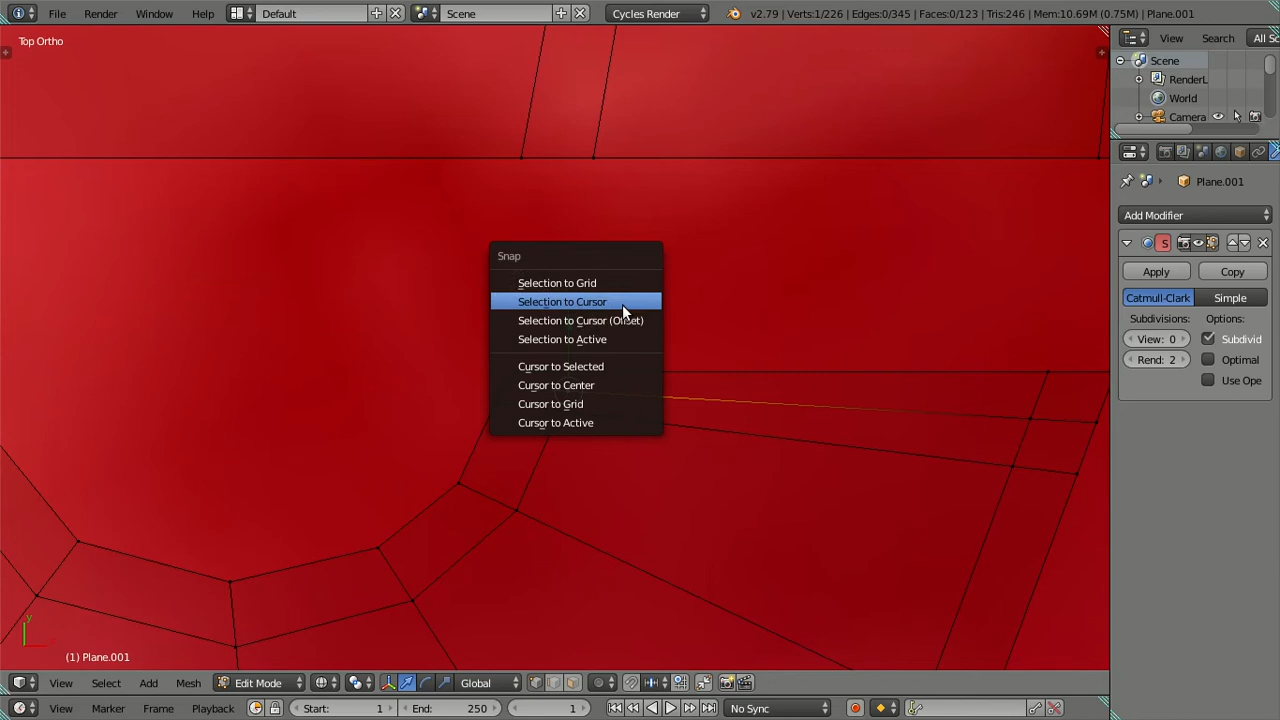 File Render Window Help Default Scene Cycles Render v2.79 | Verts:1/226 | Edges:0/345 | Faces:0/123 | Tris:246 | Mem:10.69M (0.75M) | Plane.001
Top Ortho
View Search All Sc
Scene
RenderL
World
Camera
Plane.001
Add Modifier
S
Apply Copy
Catmull-Clark Simple
Subdivisions: Options:
View: 0 Subdivid
Rend: 2 Optimal
Use Ope
Snap
Selection to Grid
Selection to Cursor
Selection to Cursor (Offset)
Selection to Active
Cursor to Selected
Cursor to Center
Cursor to Grid
Cursor to Active
y
(1) Plane.001
View Select Add Mesh Edit Mode Global
View Marker Frame Playback Start: 1 End: 250 1 No Sync